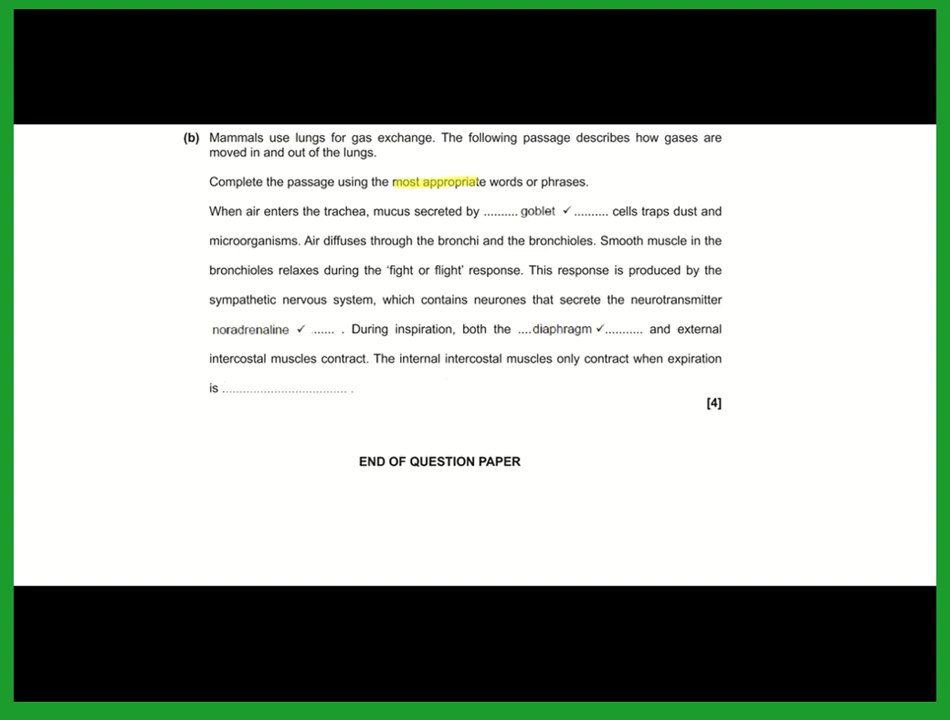 (b) Mammals use lungs for gas exchange. The following passage describes how gases are
moved in and out of the lungs.
Complete the passage using the most appropriate words or phrases.
When air enters the trachea, mucus secreted by .......... goblet ✓ .......... cells traps dust and
microorganisms. Air diffuses through the bronchi and the bronchioles. Smooth muscle in the
bronchioles relaxes during the ‘fight or flight’ response. This response is produced by the
sympathetic nervous system, which contains neurones that secrete the neurotransmitter
noradrenaline ✓ ...... . During inspiration, both the ....diaphragm ✓........... and external
intercostal muscles contract. The internal intercostal muscles only contract when expiration
is .................................... .
[4]
END OF QUESTION PAPER